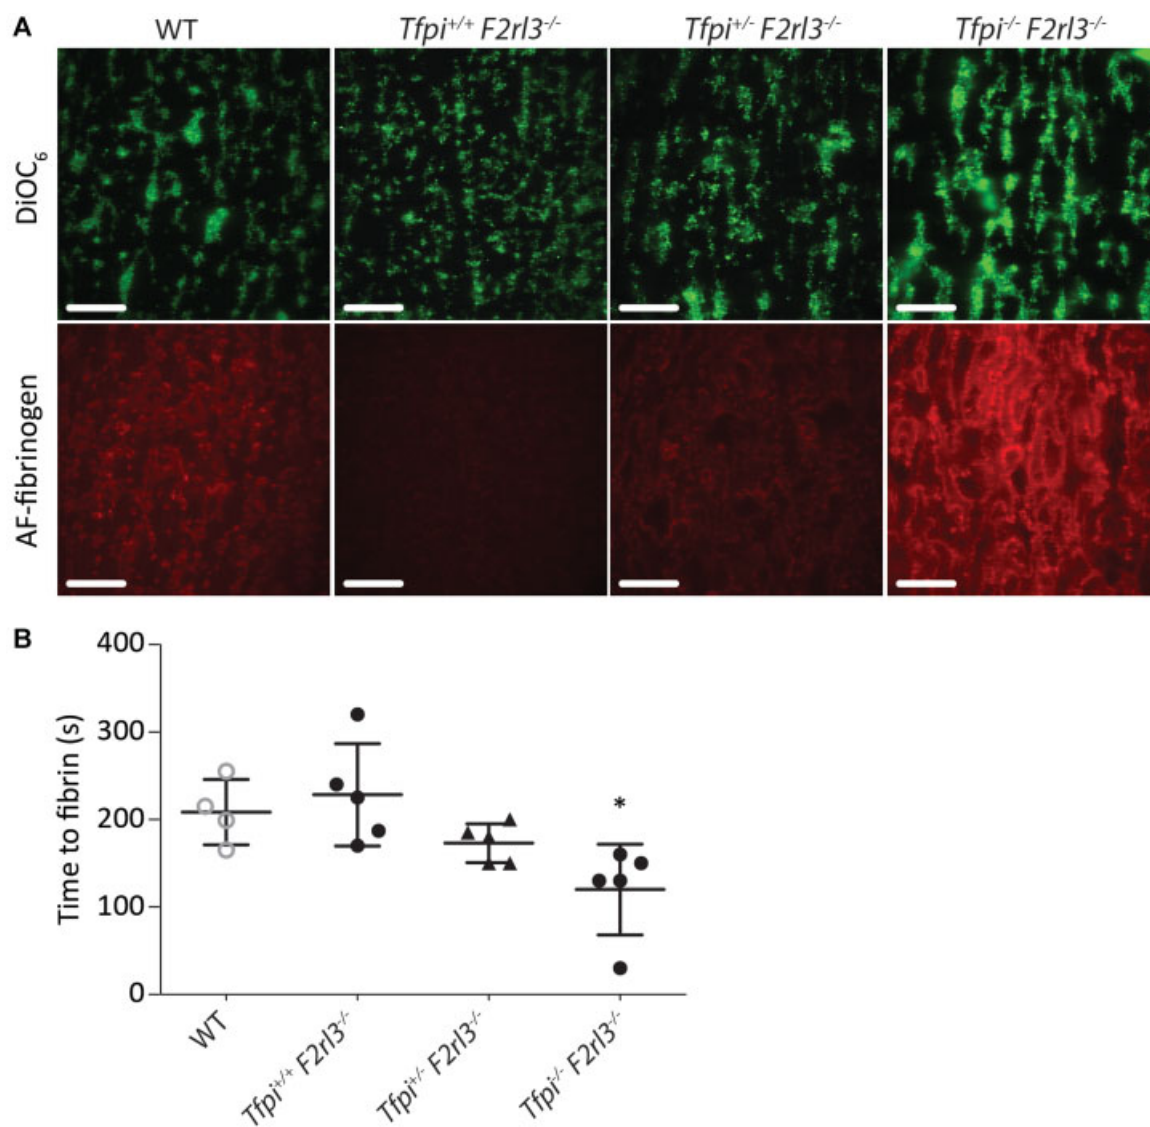 A
WT
Tfpi+/+ F2rl3-/-
Tfpi+/- F2rl3-/-
Tfpi-/- F2rl3-/-
DiOC6
AF-fibrinogen
B
400
300
200
100
0
Time to fibrin (s)
*
WT
Tfpi+/+ F2rl3-/-
Tfpi+/- F2rl3-/-
Tfpi-/- F2rl3-/-